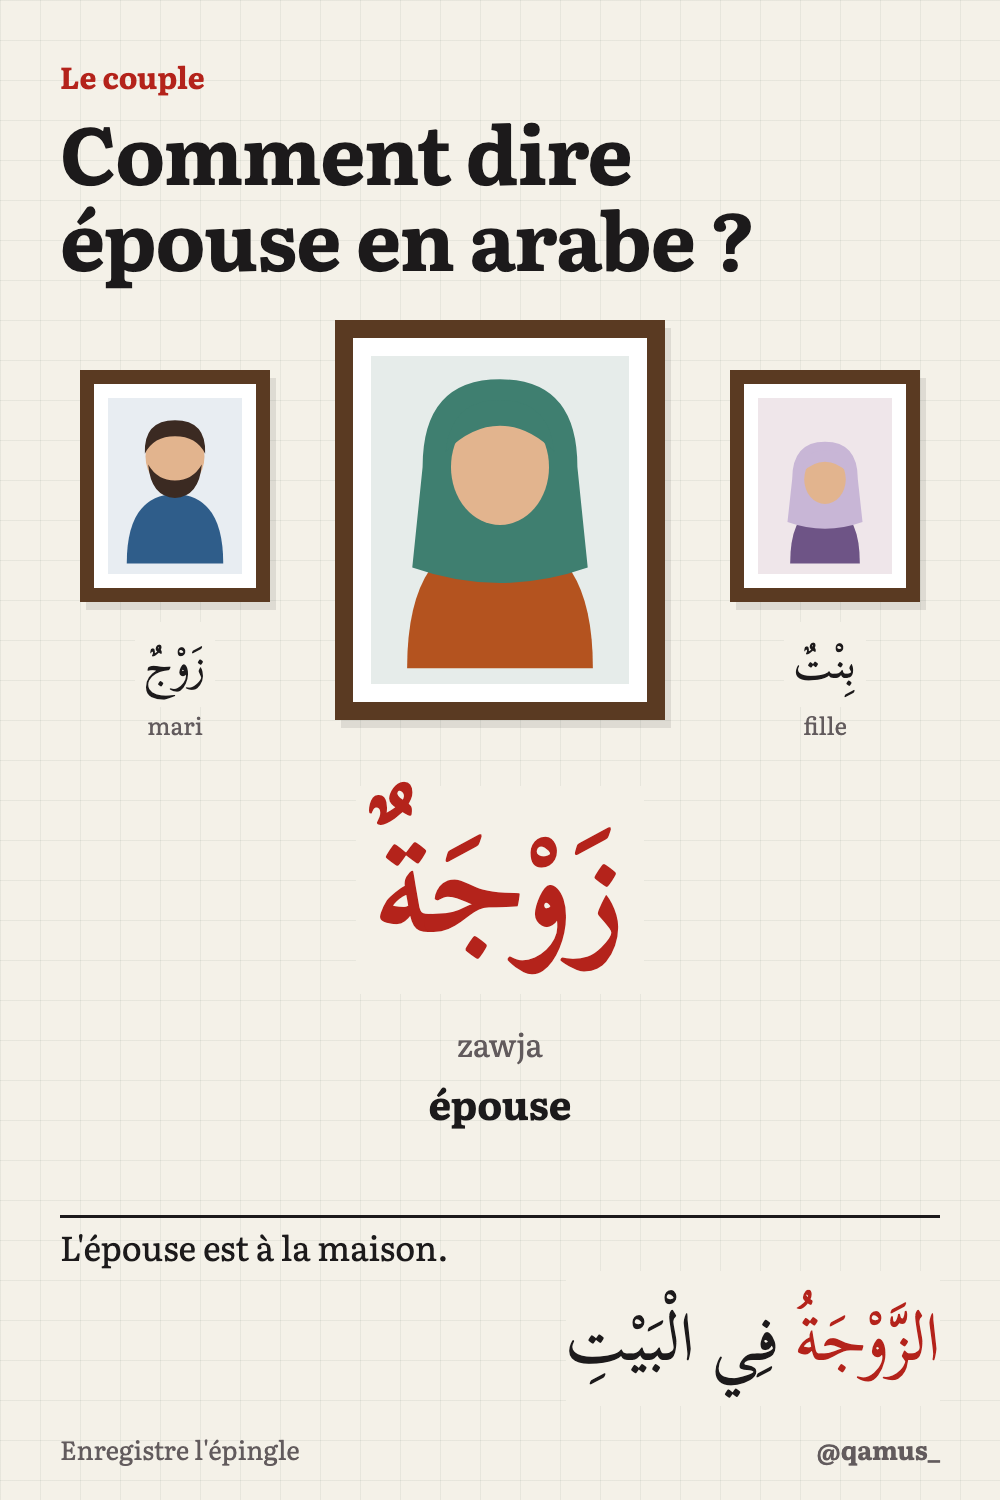 Le couple
Comment dire
épouse en arabe ?
زَوْجٌ
mari
بِنْتٌ
fille
زَوْجَةٌ
zawja
épouse
L'épouse est à la maison.
الزَّوْجَةُ فِي الْبَيْتِ
Enregistre l'épingle
@qamus_